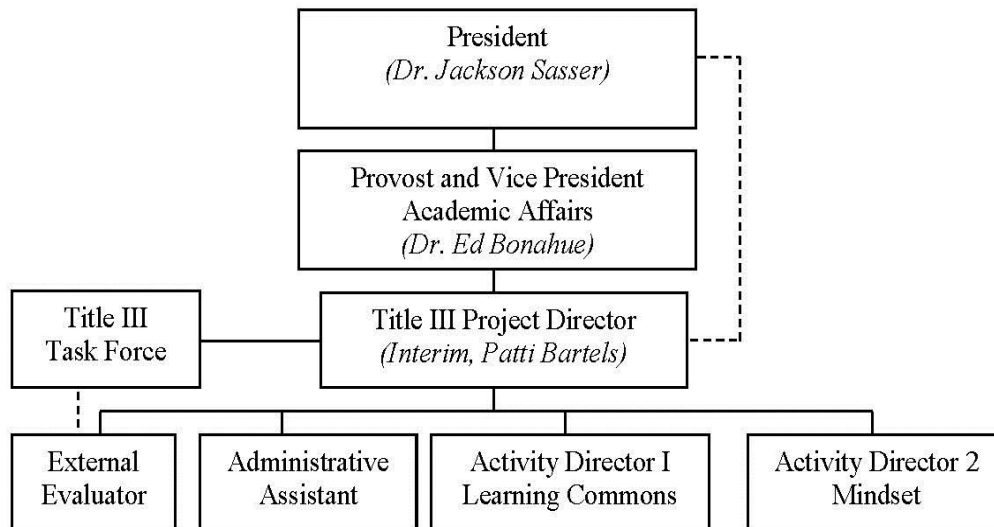 President
(Dr. Jackson Sasser)
Provost and Vice President
Academic Affairs
(Dr. Ed Bonahue)
Title III
Task Force
Title III Project Director
(Interim, Patti Bartels)
External
Evaluator
Administrative
Assistant
Activity Director I
Learning Commons
Activity Director 2
Mindset